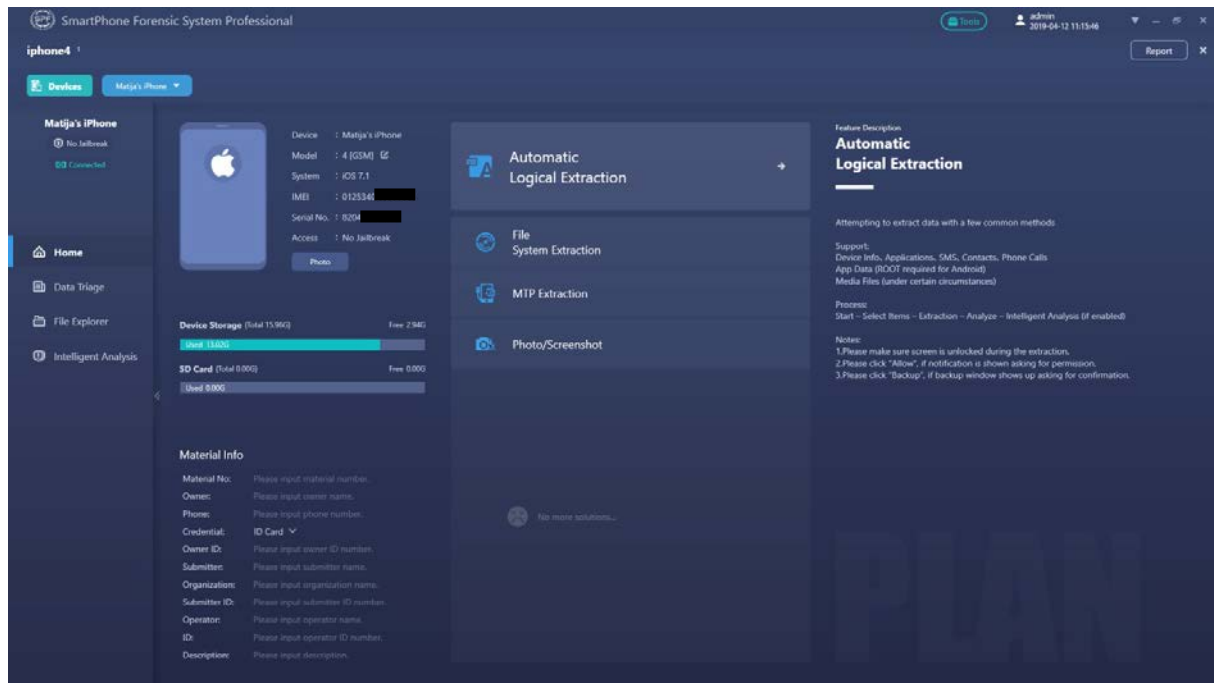 SPF SmartPhone Forensic System Professional
Tools
admin
2019-04-12 11:15:46
iphone4 1
Report
Devices
Matija's iPhone
Matija's iPhone
No Jailbreak
Connected
Home
Data Triage
File Explorer
Intelligent Analysis
Device : Matija's iPhone
Model : 4 [GSM]
System : iOS 7.1
IMEI : 0125340
Serial No. : 8204
Access : No Jailbreak
Photo
Device Storage (Total 15.96G) Free 2.94G
Used 13.02G
SD Card (Total 0.00G) Free 0.00G
Used 0.00G
Material Info
Material No: Please input material number.
Owner: Please input owner name.
Phone: Please input phone number.
Credential: ID Card
Owner ID: Please input owner ID number.
Submitter: Please input submitter name.
Organization: Please input organization name.
Submitter ID: Please input submitter ID number.
Operator: Please input operator name.
ID: Please input operator ID number.
Description: Please input description.
Automatic
Logical Extraction
File
System Extraction
MTP Extraction
Photo/Screenshot
No more solutions...
Feature Description
Automatic
Logical Extraction
Attempting to extract data with a few common methods
Support:
Device Info, Applications, SMS, Contacts, Phone Calls
App Data (ROOT required for Android)
Media Files (under certain circumstances)
Process:
Start – Select Items – Extraction – Analyze – Intelligent Analysis (if enabled)
Notes:
1.Please make sure screen is unlocked during the extraction.
2.Please click "Allow", if notification is shown asking for permission.
3.Please click "Backup", if backup window shows up asking for confirmation.
PLAN